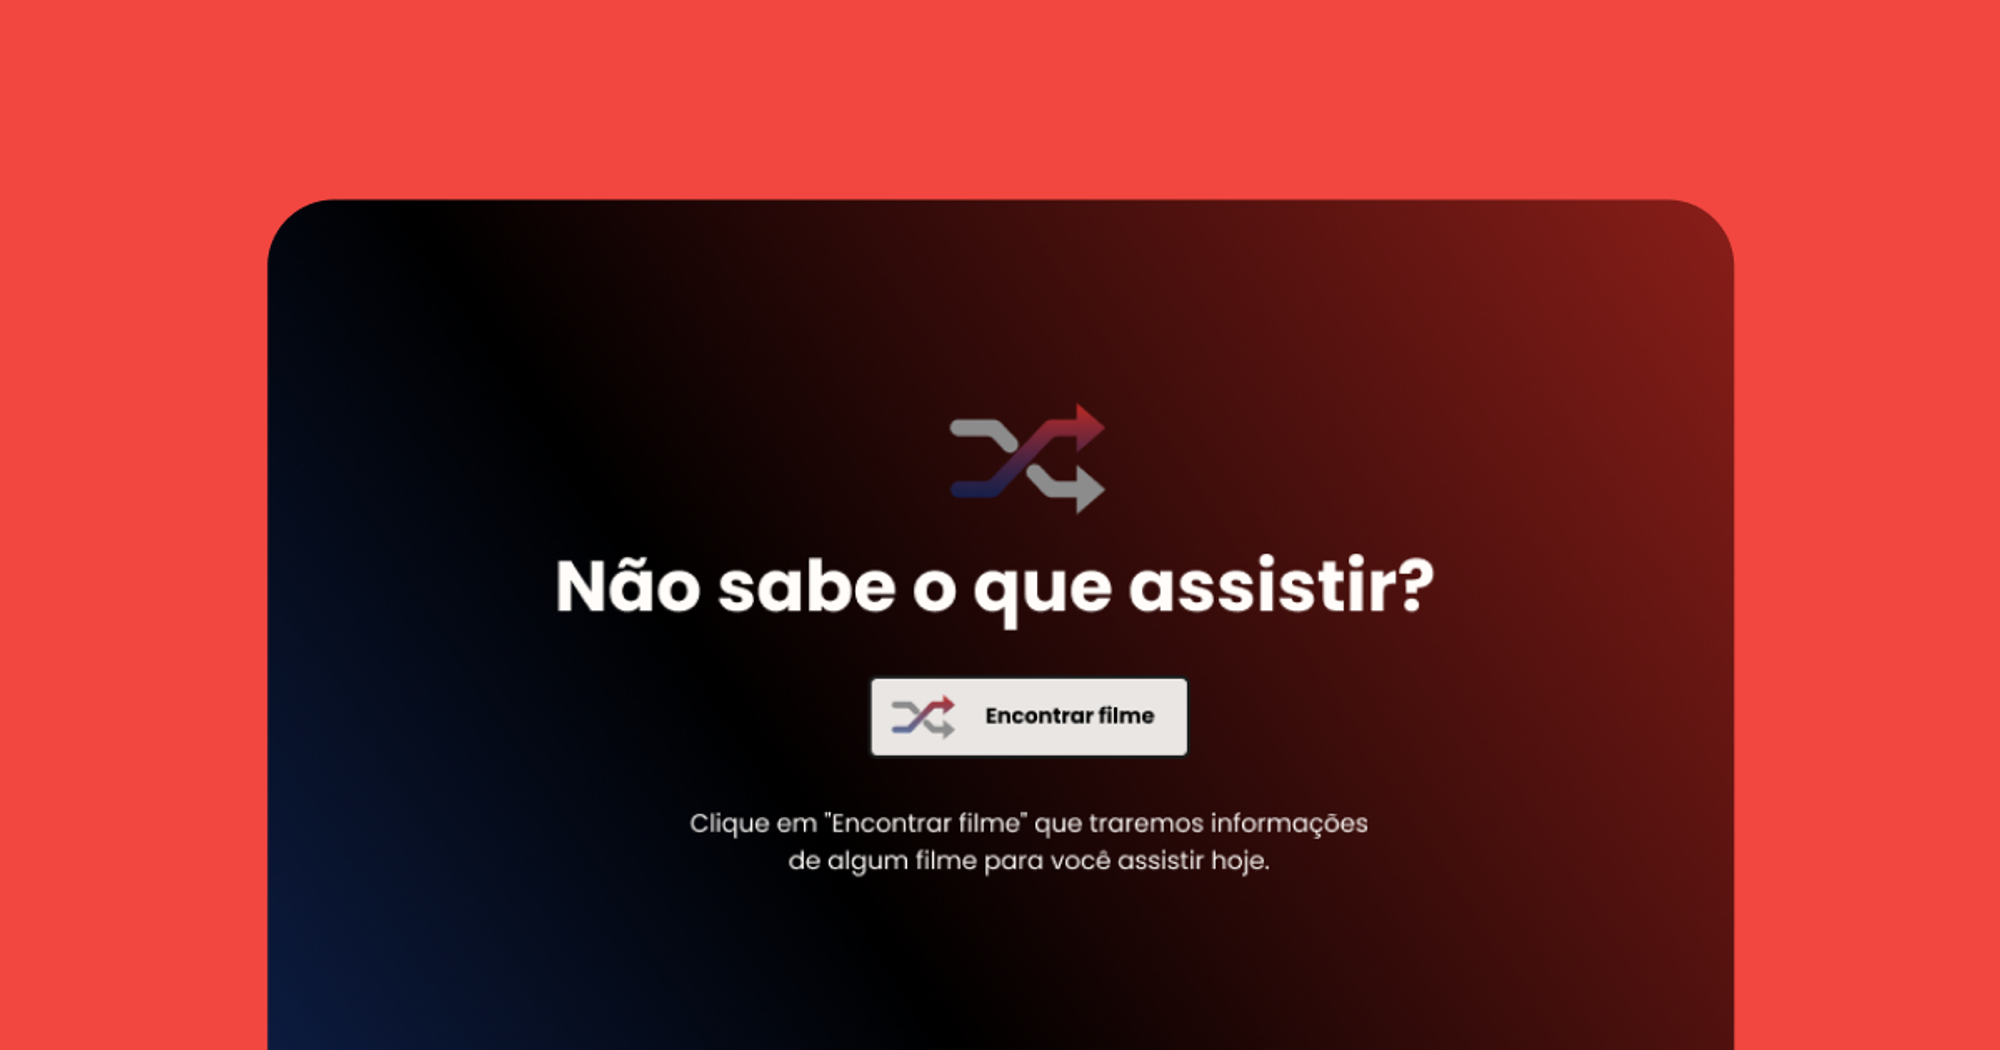 Não sabe o que assistir?
Encontrar filme
Clique em "Encontrar filme" que traremos informações
de algum filme para você assistir hoje.